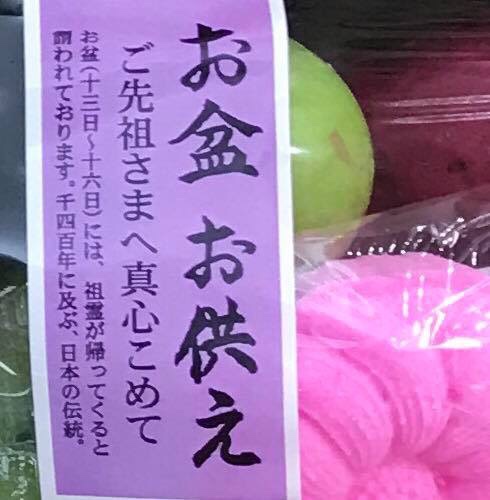 お盆 お供え
ご先祖さまへ真心こめて
お盆(十三日~十六日)には、祖霊が帰ってくると
謂われております。千四百年に及ぶ、日本の伝統。